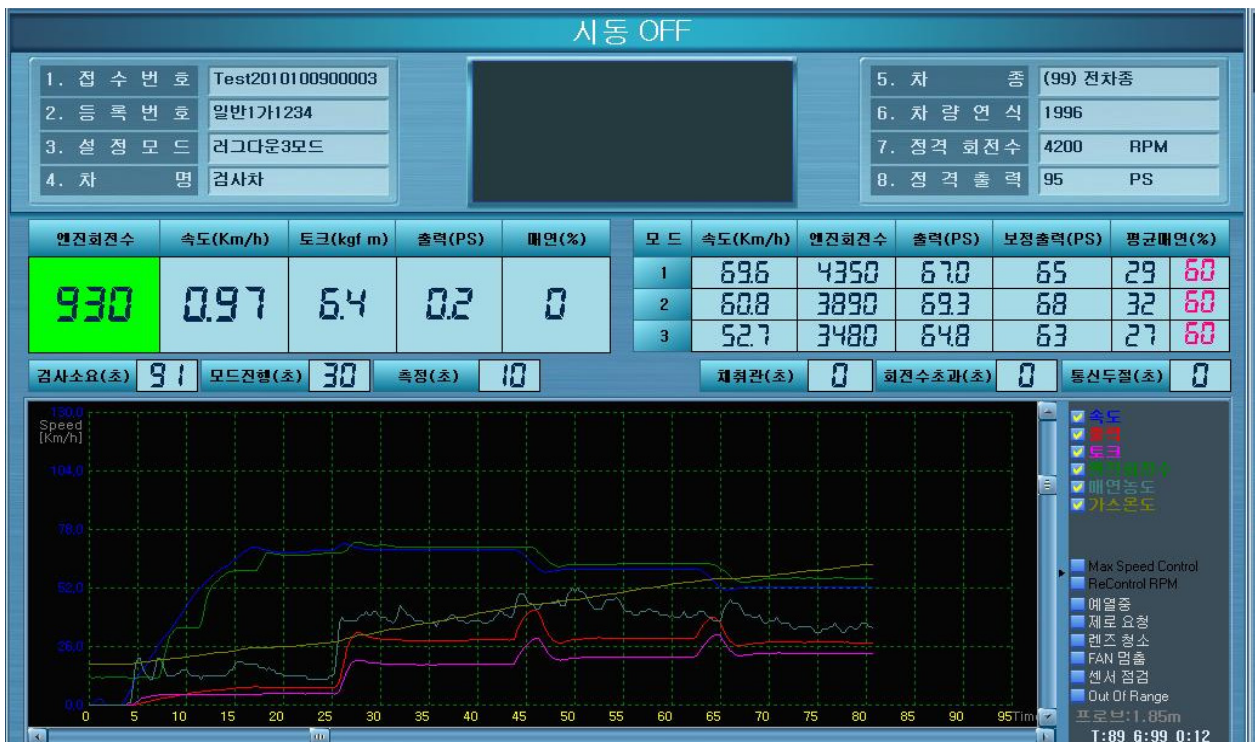 시동 OFF
1. 접 수 번 호 Test2010100900003
2. 등 록 번 호 일반1가1234
3. 설 정 모 드 러그다운3모드
4. 차 명 검사차
5. 차 종 (99) 전차종
6. 차 량 연 식 1996
7. 정격 회전수 4200 RPM
8. 정 격 출 력 95 PS
엔진회전수 속도(Km/h) 토크(kgf m) 출력(PS) 매연(%)
930 0.97 6.4 0.2 0
모 드 속도(Km/h) 엔진회전수 출력(PS) 보정출력(PS) 평균매연(%)
1 69.6 4350 67.0 65 29 60
2 60.8 3890 69.3 68 32 60
3 52.7 3480 64.8 63 27 60
검사소요(초) 91 모드진행(초) 30 측정(초) 10
채취관(초) 0 회전수초과(초) 0 통신두절(초) 0
130.0
Speed
[Km/h]
104.0
78.0
52.0
26.0
0.0
0 5 10 15 20 25 30 35 40 45 50 55 60 65 70 75 80 85 90 95 Time
속도
출력
토크
엔진회전수
매연농도
가스온도
Max Speed Control
ReControl RPM
예열중
제로 요청
렌즈 청소
FAN 멈춤
센서 점검
Out Of Range
프로브:1.85m
T:89 6:99 0:12